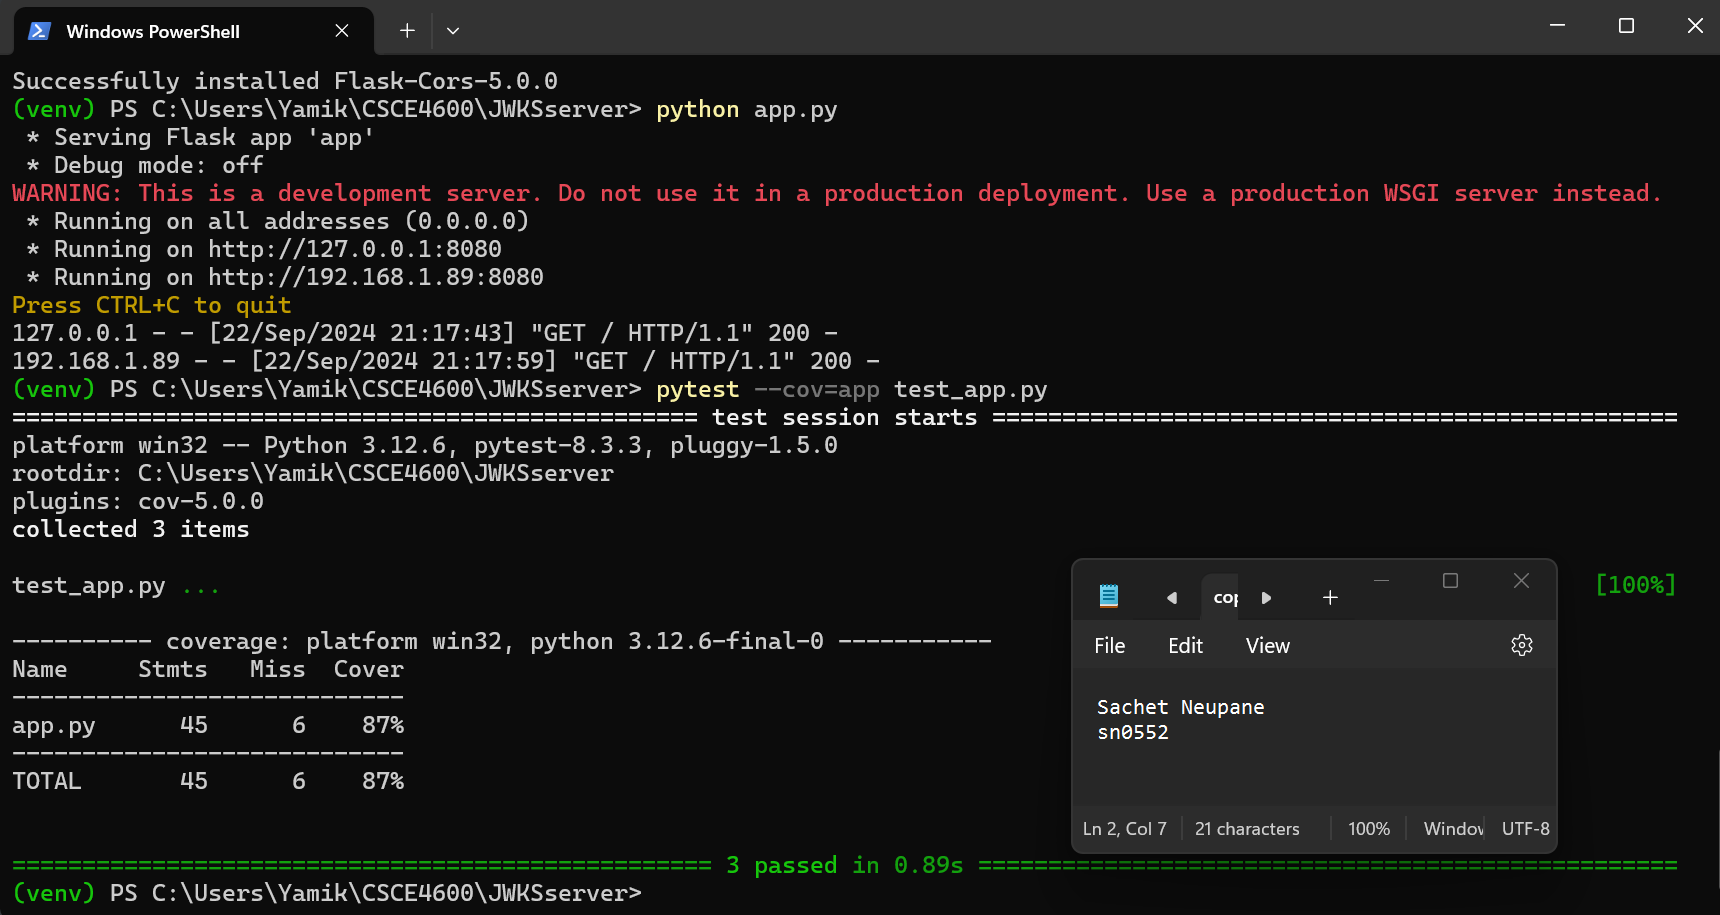 Windows PowerShell
Successfully installed Flask-Cors-5.0.0
(venv) PS C:\Users\Yamik\CSCE4600\JWKSserver> python app.py
 * Serving Flask app 'app'
 * Debug mode: off
WARNING: This is a development server. Do not use it in a production deployment. Use a production WSGI server instead.
 * Running on all addresses (0.0.0.0)
 * Running on http://127.0.0.1:8080
 * Running on http://192.168.1.89:8080
Press CTRL+C to quit
127.0.0.1 - - [22/Sep/2024 21:17:43] "GET / HTTP/1.1" 200 -
192.168.1.89 - - [22/Sep/2024 21:17:59] "GET / HTTP/1.1" 200 -
(venv) PS C:\Users\Yamik\CSCE4600\JWKSserver> pytest --cov=app test_app.py
================================================= test session starts =================================================
platform win32 -- Python 3.12.6, pytest-8.3.3, pluggy-1.5.0
rootdir: C:\Users\Yamik\CSCE4600\JWKSserver
plugins: cov-5.0.0
collected 3 items
test_app.py ... [100%]
---------- coverage: platform win32, python 3.12.6-final-0 -----------
Name     Stmts   Miss  Cover
----------------------------
app.py      45      6    87%
----------------------------
TOTAL       45      6    87%
================================================== 3 passed in 0.89s ==================================================
(venv) PS C:\Users\Yamik\CSCE4600\JWKSserver>
cop
File Edit View
Sachet Neupane
sn0552
Ln 2, Col 7 21 characters 100% Window UTF-8